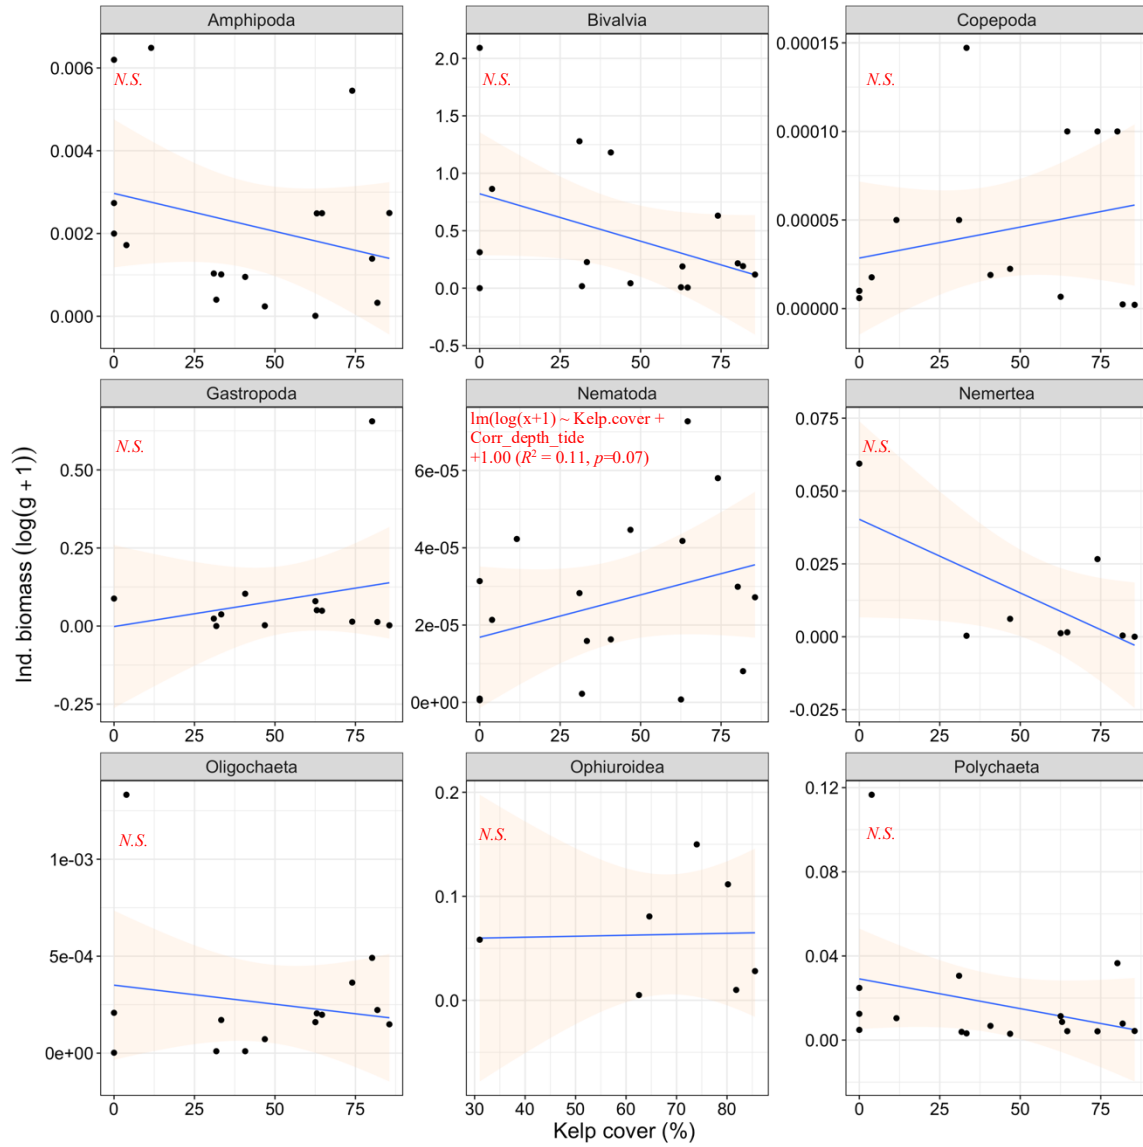 Amphipoda
Bivalvia
Copepoda
0.006
0.004
0.002
0.000
N.S.
0 25 50 75
2.0
1.5
1.0
0.5
0.0
-0.5
N.S.
0 25 50 75
0.00015
0.00010
0.00005
0.00000
N.S.
0 25 50 75
Gastropoda
Nematoda
Nemertea
Ind. biomass (log(g + 1))
0.50
0.25
0.00
-0.25
N.S.
0 25 50 75
lm(log(x+1) ~ Kelp.cover +
Corr_depth_tide
+1.00 (R² = 0.11, p=0.07)
6e-05
4e-05
2e-05
0e+00
0 25 50 75
0.075
0.050
0.025
0.000
-0.025
N.S.
0 25 50 75
Oligochaeta
Ophiuroidea
Polychaeta
1e-03
5e-04
0e+00
N.S.
0 25 50 75
0.2
0.1
0.0
N.S.
30 40 50 60 70 80
0.12
0.08
0.04
0.00
N.S.
0 25 50 75
Kelp cover (%)